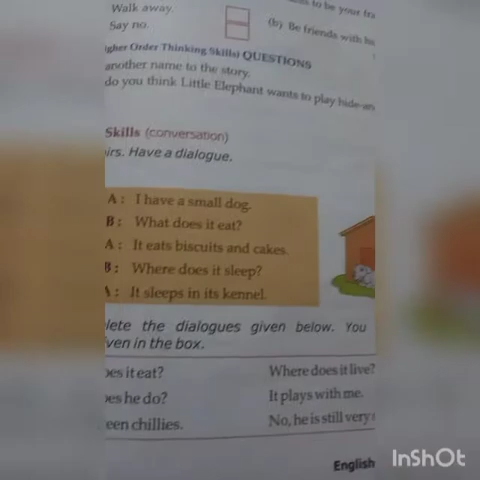 Walk away.
Say no.
to be your
(b) Be friends with
igher Order Thinking Skills) QUESTIONS
another name to the story.
do you think Little Elephant wants to play hide-an
Skills (conversation)
irs. Have a dialogue.
A : I have a small dog.
B : What does it eat?
A : It eats biscuits and cakes.
B : Where does it sleep?
A : It sleeps in its kennel.
lete the dialogues given below. You
ven in the box.
oes it eat? Where does it live?
oes he do? It plays with me.
een chillies. No, he is still very
English
InShOt